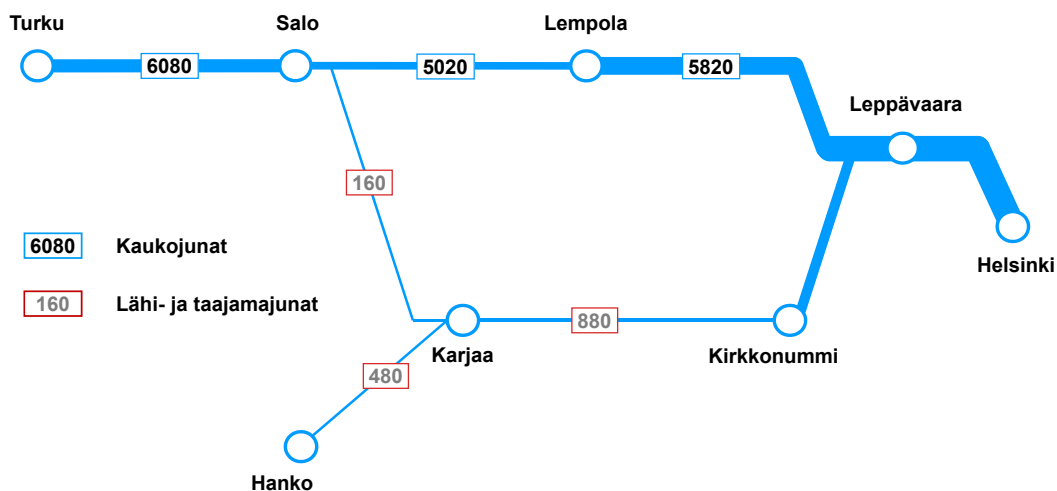 Turku
Salo
Lempola
6080
5020
5820
Leppävaara
160
6080 Kaukojunat
Helsinki
160 Lähi- ja taajamajunat
880
Karjaa
Kirkkonummi
480
Hanko